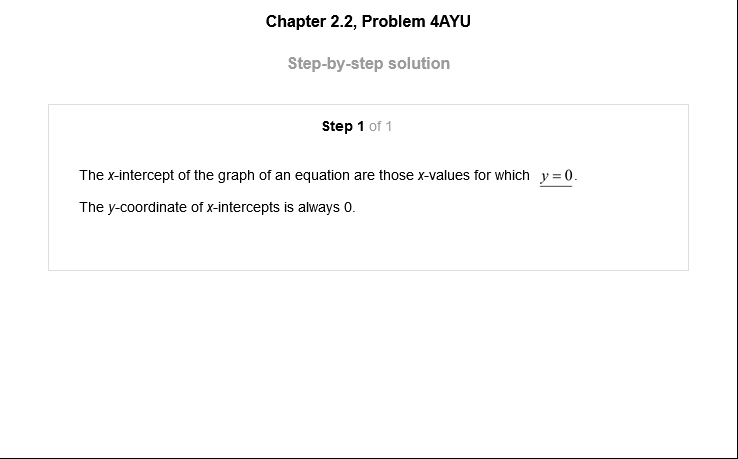 Chapter 2.2, Problem 4AYU
Step-by-step solution
Step 1 of 1
The x-intercept of the graph of an equation are those x-values for which y = 0.
The y-coordinate of x-intercepts is always 0.